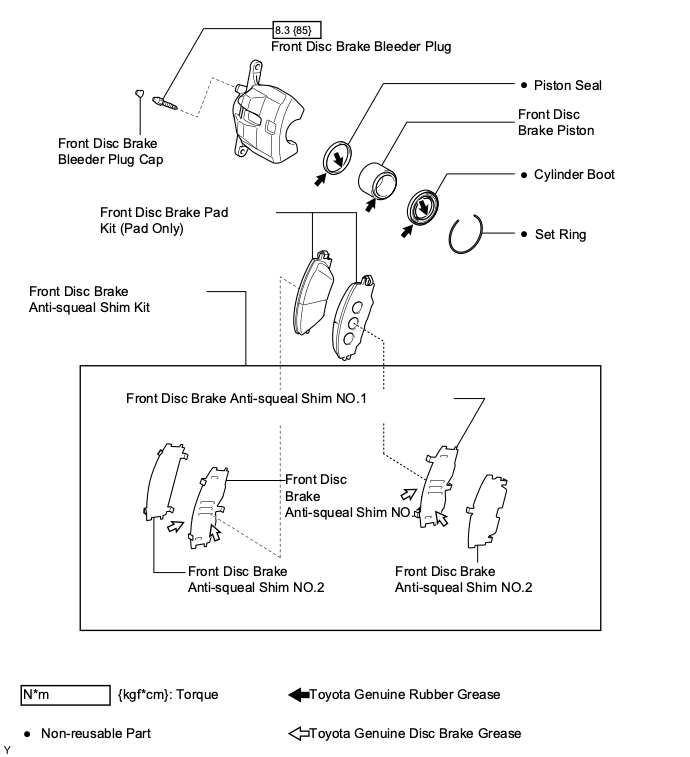 8.3 {85}
Front Disc Brake Bleeder Plug
● Piston Seal
Front Disc
Brake Piston
Front Disc Brake
Bleeder Plug Cap
● Cylinder Boot
Front Disc Brake Pad
Kit (Pad Only)
● Set Ring
Front Disc Brake
Anti-squeal Shim Kit
Front Disc Brake Anti-squeal Shim NO.1
Front Disc
Brake
Anti-squeal Shim NO.
Front Disc Brake
Anti-squeal Shim NO.2
Front Disc Brake
Anti-squeal Shim NO.2
N*m {kgf*cm}: Torque
Toyota Genuine Rubber Grease
● Non-reusable Part
Toyota Genuine Disc Brake Grease
Y